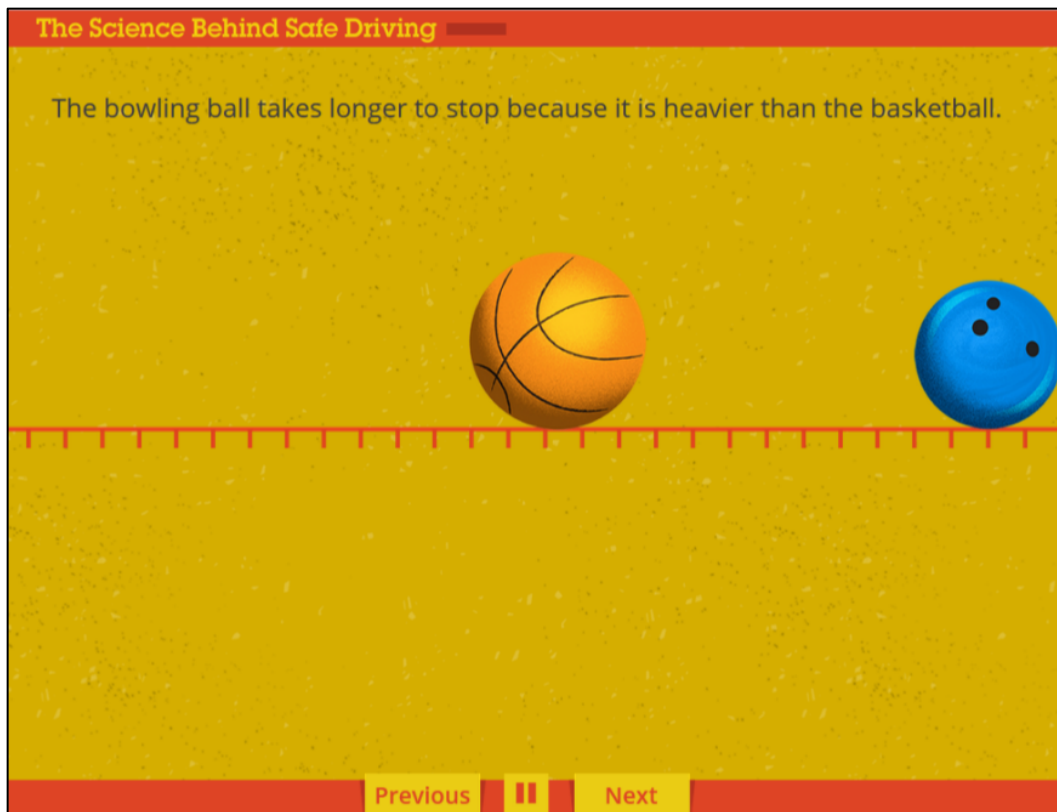 The Science Behind Safe Driving
The bowling ball takes longer to stop because it is heavier than the basketball.
Previous
Next